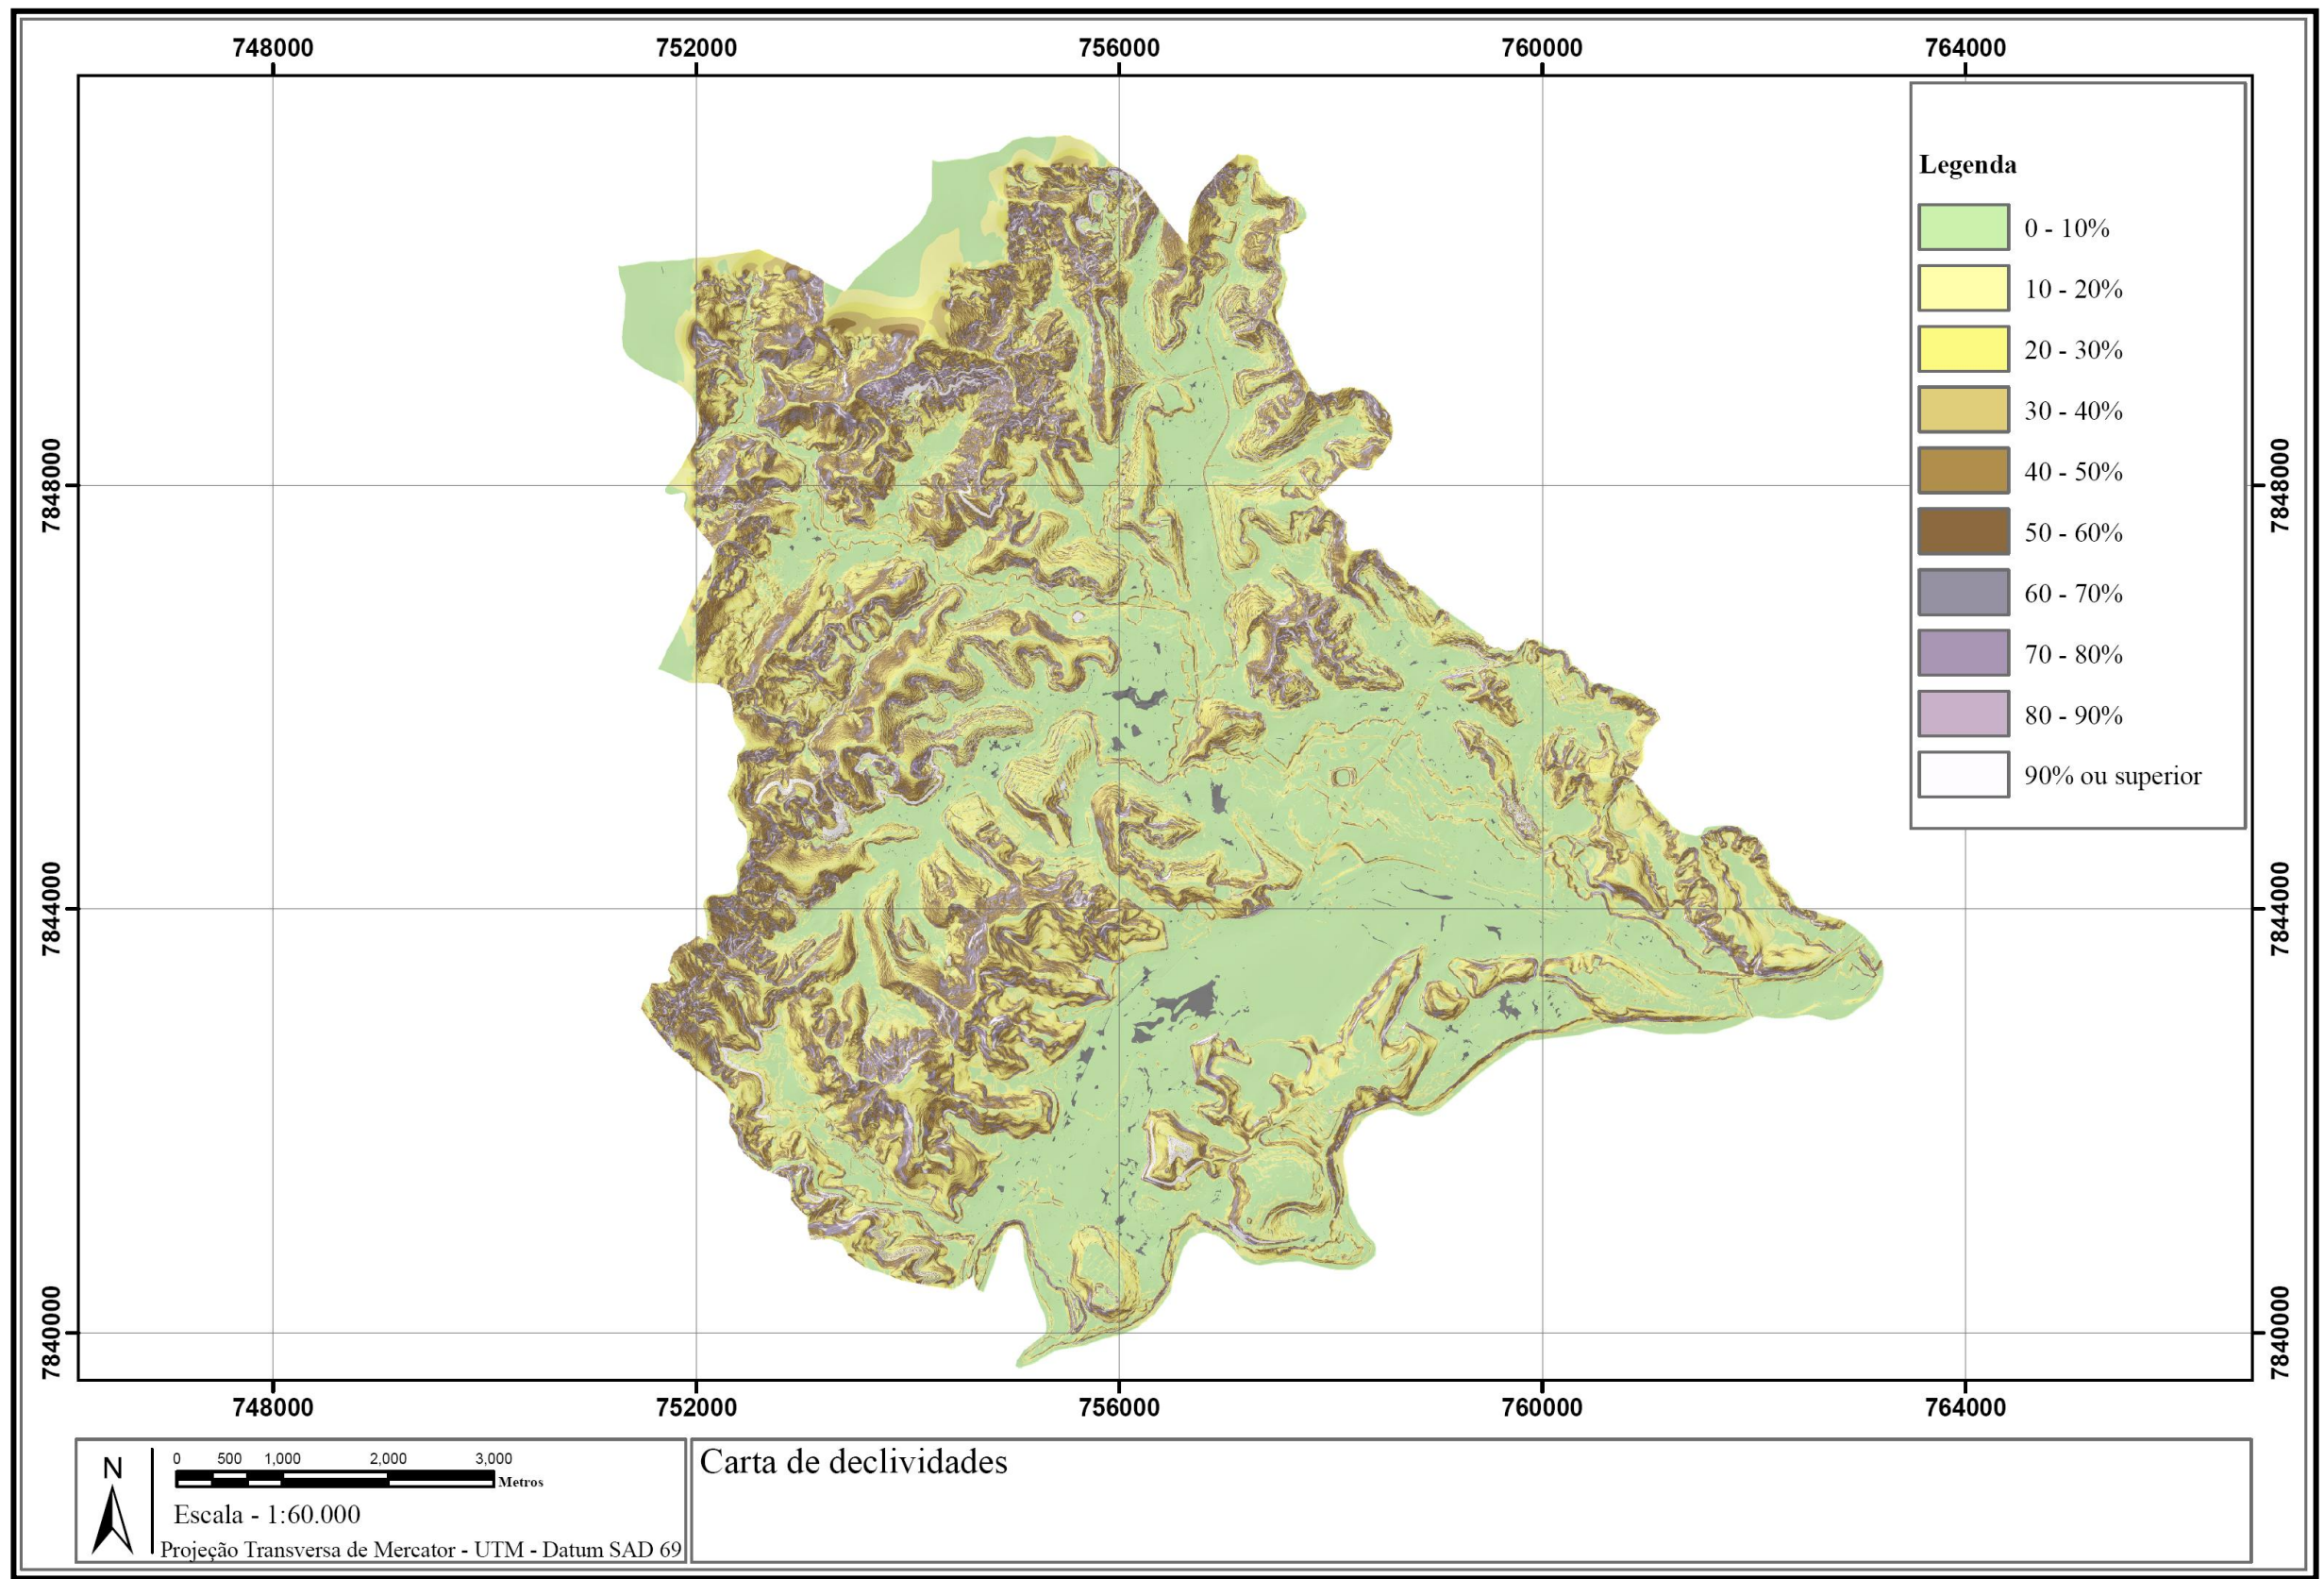 748000 752000 756000 760000 764000
Legenda
0 - 10%
10 - 20%
20 - 30%
30 - 40%
40 - 50%
50 - 60%
60 - 70%
70 - 80%
80 - 90%
90% ou superior
7848000 7848000
7844000 7844000
7840000 7840000
748000 752000 756000 760000 764000
N
0 500 1,000 2,000 3,000
Metros
Escala - 1:60.000
Projeção Transversa de Mercator - UTM - Datum SAD 69
Carta de declividades